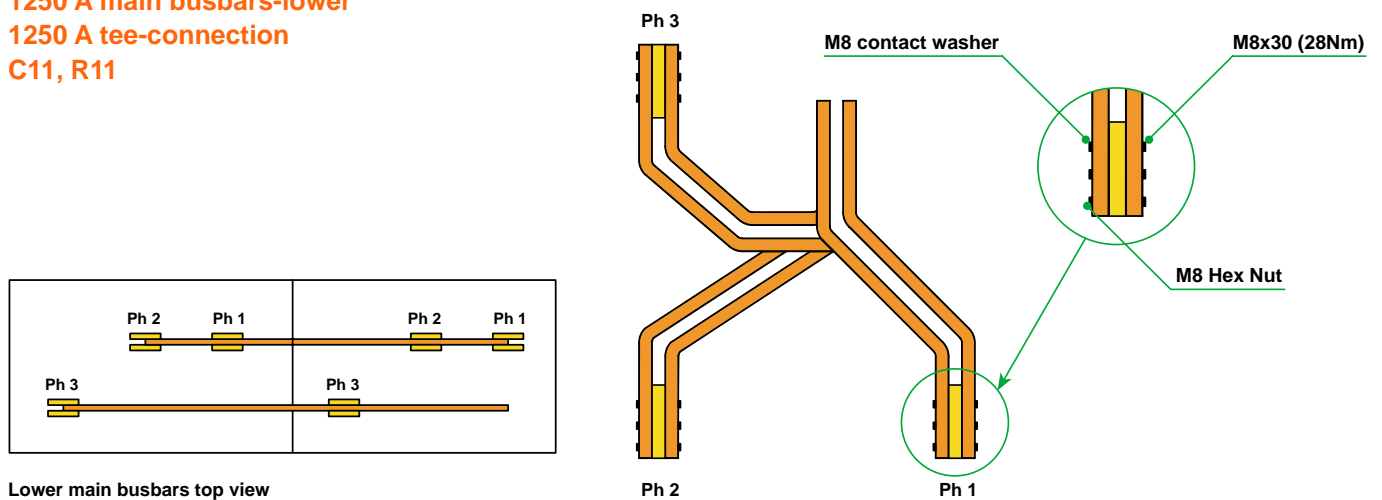 1250 A main busbars-lower
1250 A tee-connection
C11, R11
Ph 3
M8 contact washer
M8x30 (28Nm)
M8 Hex Nut
Ph 2
Ph 1
Ph 2
Ph 1
Ph 3
Ph 3
Lower main busbars top view
Ph 2
Ph 1